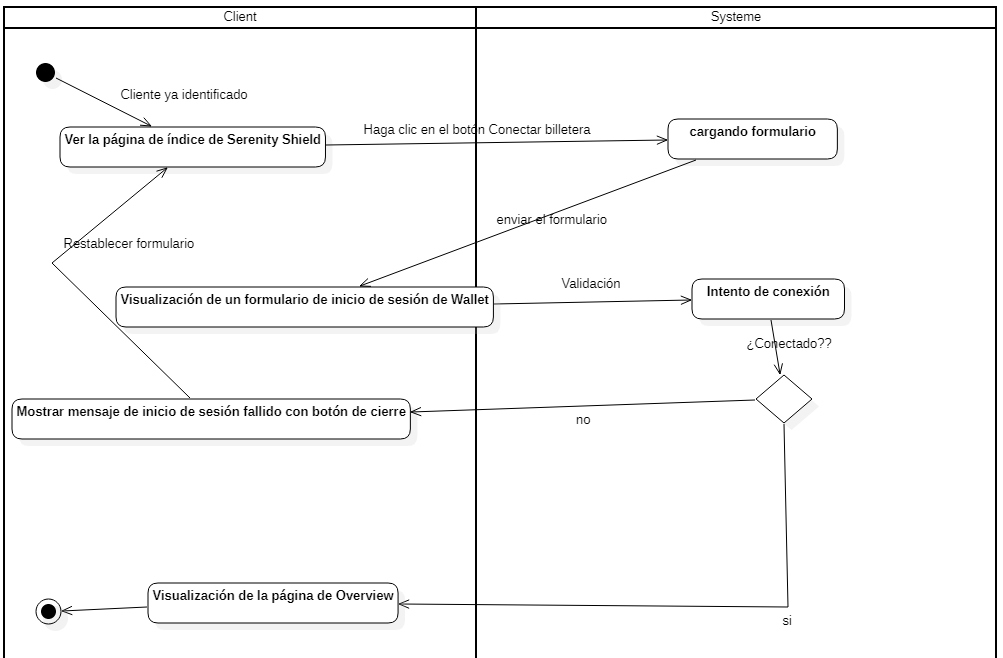 Client
Systeme
Cliente ya identificado
Ver la página de índice de Serenity Shield
Haga clic en el botón Conectar billetera
cargando formulario
enviar el formulario
Restablecer formulario
Visualización de un formulario de inicio de sesión de Wallet
Validación
Intento de conexión
¿Conectado??
Mostrar mensaje de inicio de sesión fallido con botón de cierre
no
Visualización de la página de Overview
si